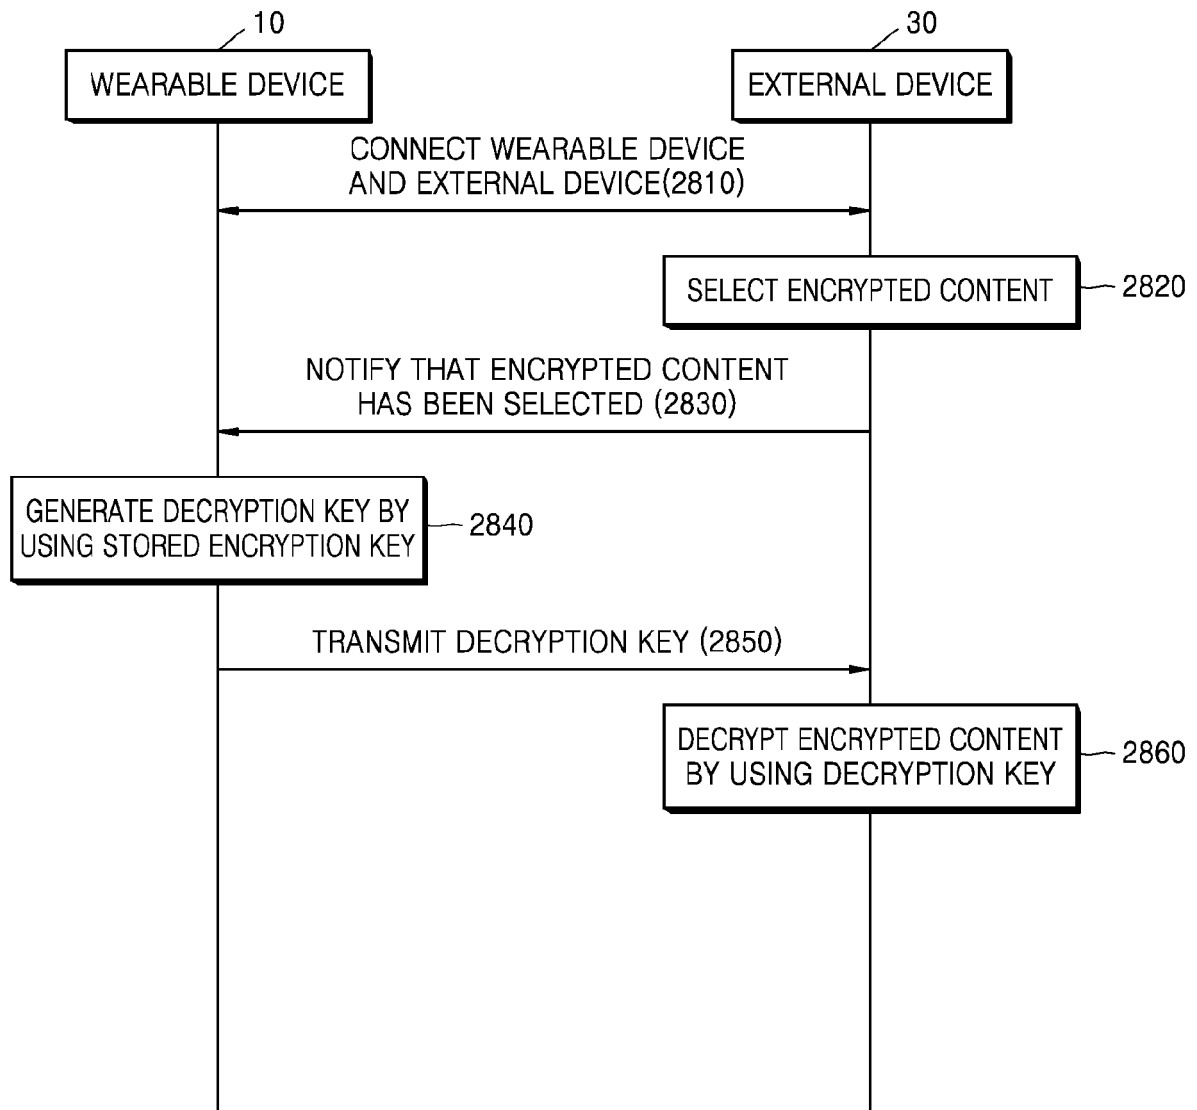 10
30
WEARABLE DEVICE
EXTERNAL DEVICE
CONNECT WEARABLE DEVICE
AND EXTERNAL DEVICE(2810)
SELECT ENCRYPTED CONTENT
2820
NOTIFY THAT ENCRYPTED CONTENT
HAS BEEN SELECTED (2830)
GENERATE DECRYPTION KEY BY
USING STORED ENCRYPTION KEY
2840
TRANSMIT DECRYPTION KEY (2850)
DECRYPT ENCRYPTED CONTENT
BY USING DECRYPTION KEY
2860